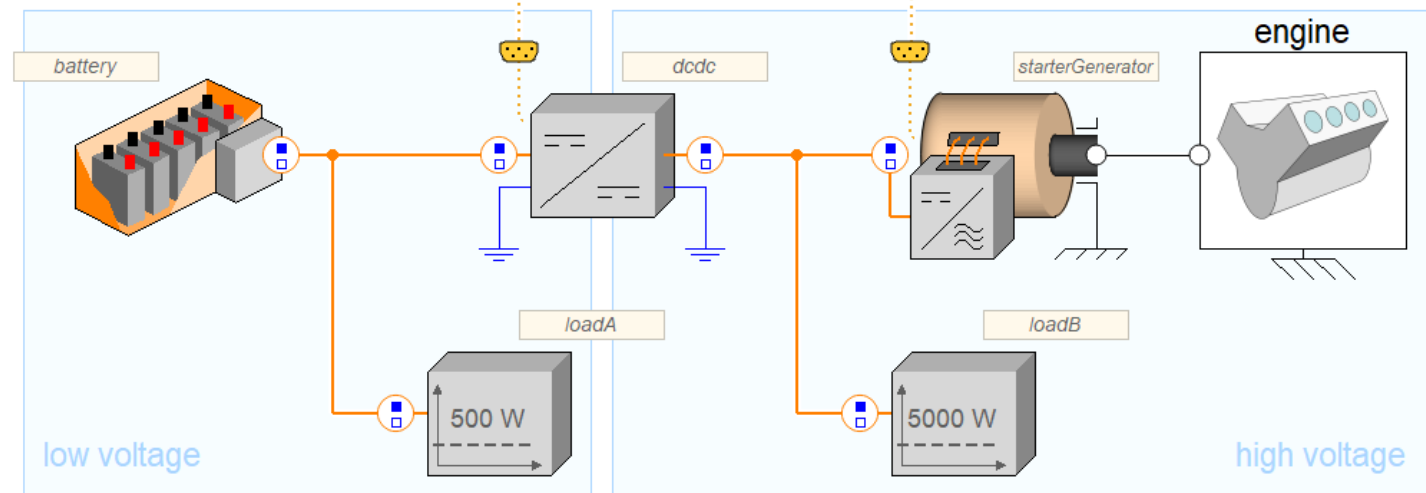 engine
battery
dcdc
starterGenerator
loadA
loadB
500 W
5000 W
low voltage
high voltage